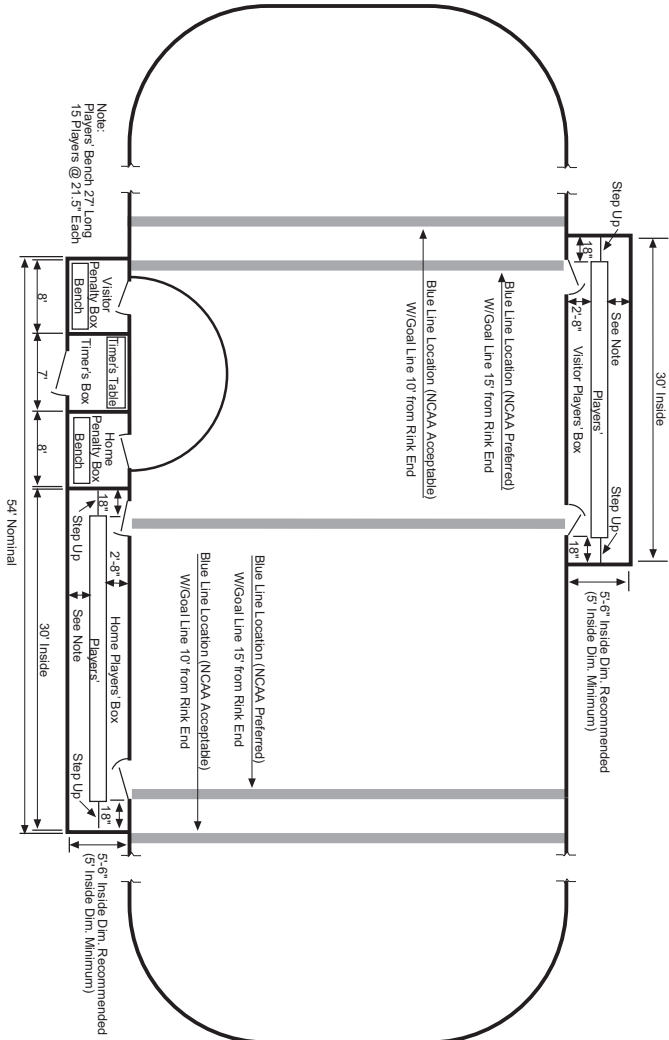 Note:
Players' Bench 27' Long
15 Players @ 21.5" Each
Step Up
18"
30' Inside
See Note
Players'
2'-8"
Visitor Players' Box
Step Up
18"
5'-6" Inside Dim. Recommended
(5' Inside Dim. Minimum)
Blue Line Location (NCAA Preferred)
W/Goal Line 15' from Rink End
Blue Line Location (NCAA Acceptable)
W/Goal Line 10' from Rink End
Blue Line Location (NCAA Preferred)
W/Goal Line 15' from Rink End
Blue Line Location (NCAA Acceptable)
W/Goal Line 10' from Rink End
Visitor
Penalty Box
Bench
8'
Timer's Table
Timer's Box
7'
Home
Penalty Box
Bench
8'
18"
Step Up
2'-8"
Home Players' Box
Players'
See Note
18"
Step Up
30' Inside
54' Nominal
5'-6" Inside Dim. Recommended
(5' Inside Dim. Minimum)